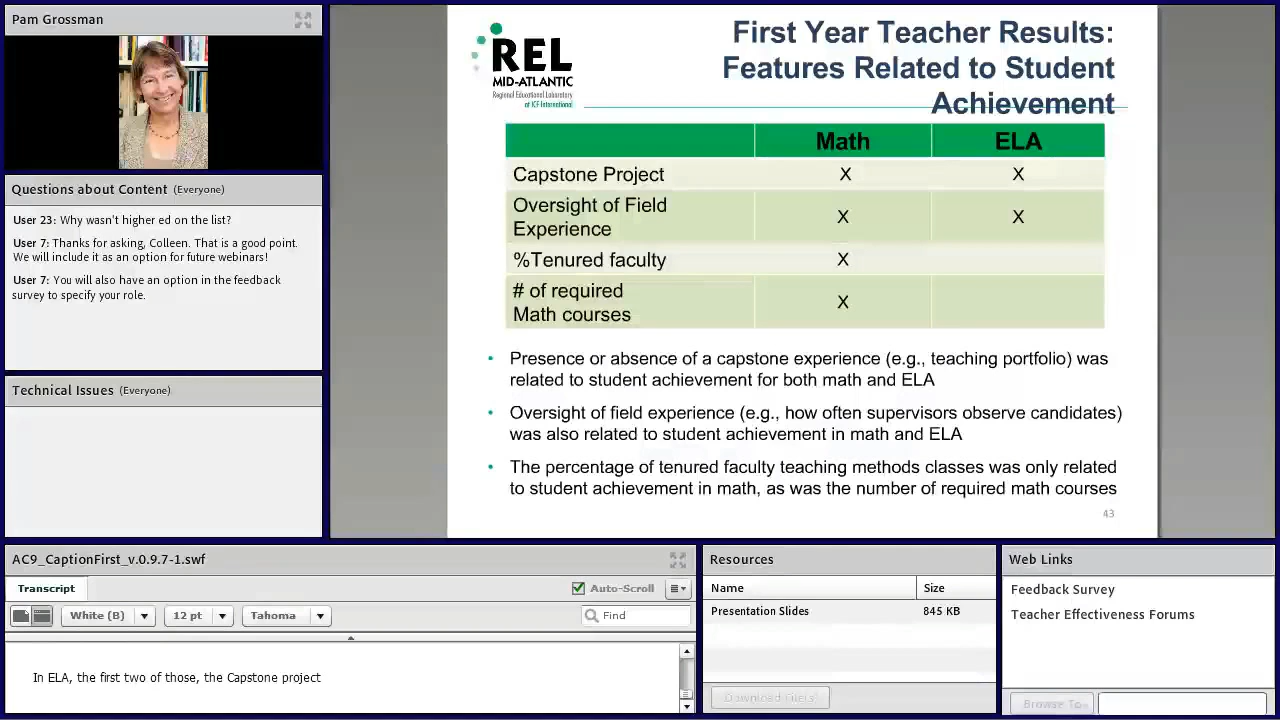 Pam Grossman
Questions about Content (Everyone)
User 23: Why wasn't higher ed on the list?
User 7: Thanks for asking, Colleen. That is a good point.
We will include it as an option for future webinars!
User 7: You will also have an option in the feedback
survey to specify your role.
Technical Issues (Everyone)
REL
MID-ATLANTIC
Regional Educational Laboratory
at ICF International
First Year Teacher Results:
Features Related to Student
Achievement
Math ELA
Capstone Project X X
Oversight of Field
Experience X X
%Tenured faculty X
# of required
Math courses X
• Presence or absence of a capstone experience (e.g., teaching portfolio) was
related to student achievement for both math and ELA
• Oversight of field experience (e.g., how often supervisors observe candidates)
was also related to student achievement in math and ELA
• The percentage of tenured faculty teaching methods classes was only related
to student achievement in math, as was the number of required math courses
43
AC9_CaptionFirst_v.0.9.7-1.swf
Transcript
Auto-Scroll
White (B) 12 pt Tahoma Find
In ELA, the first two of those, the Capstone project
Resources
Name Size
Presentation Slides 845 KB
Download File(s)
Web Links
Feedback Survey
Teacher Effectiveness Forums
Browse To